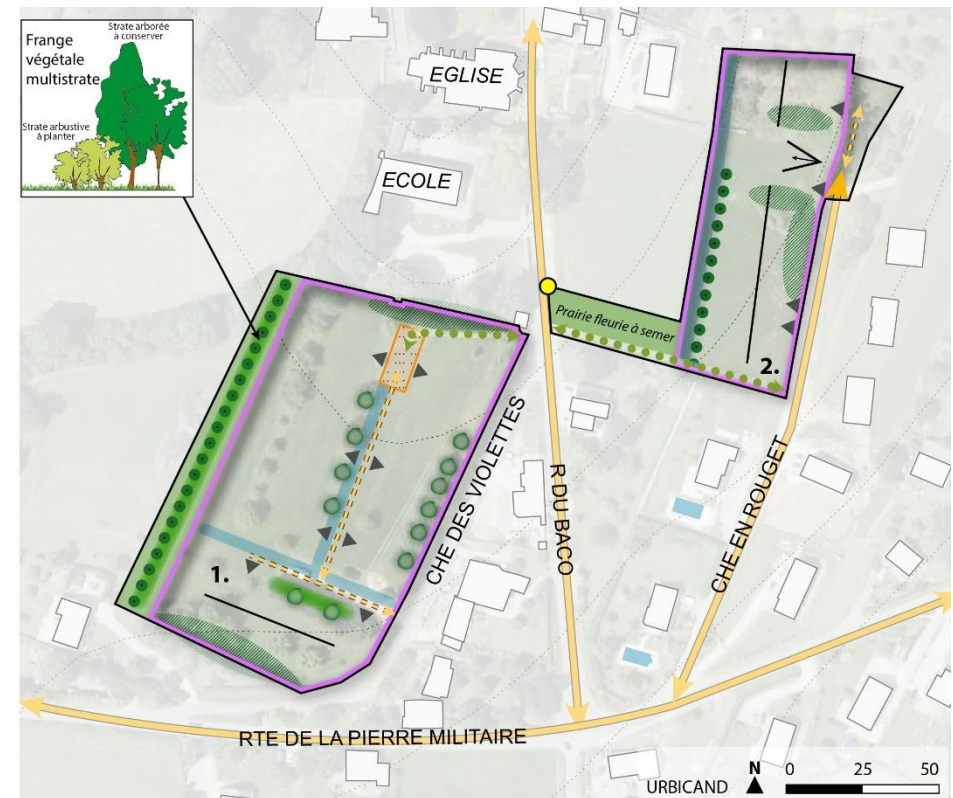 Strate arborée
à conserver
Frange
végétale
multistrate
Strate arbustive
à planter
EGLISE
ECOLE
Prairie fleurie à semer
2.
1.
CHE DES VIOLETTES
R DU BACO
CHE EN ROUGET
RTE DE LA PIERRE MILITAIRE
URBICAND
N
0 25 50